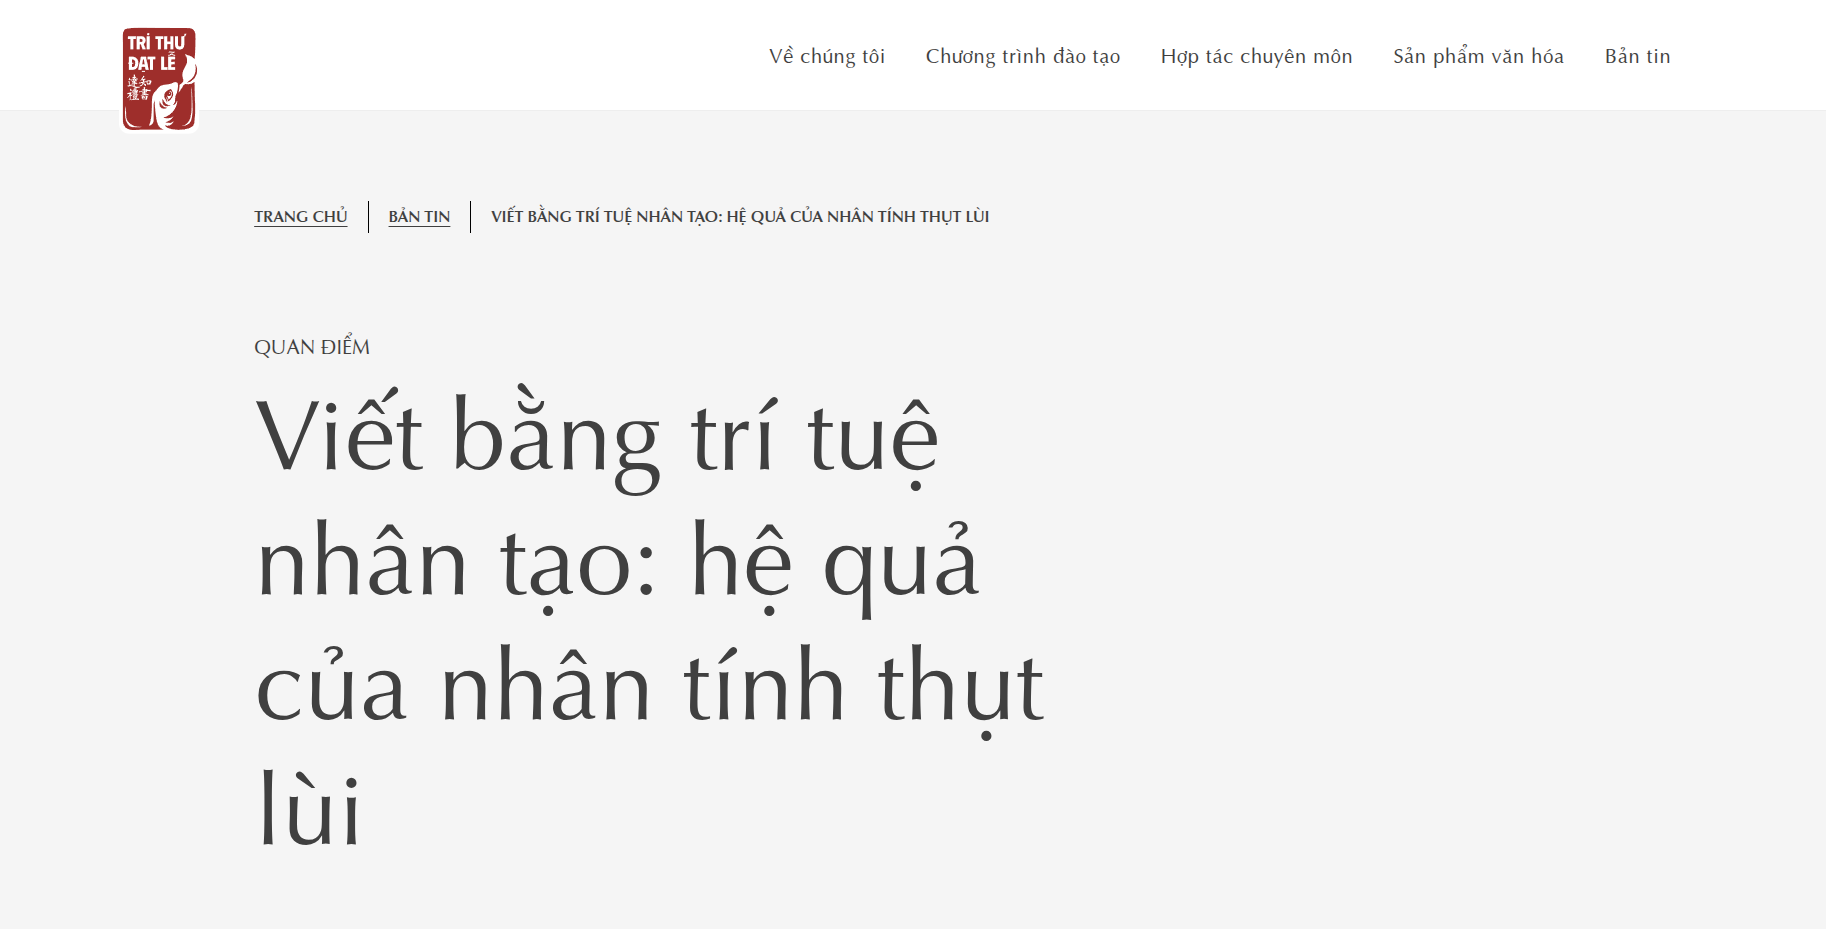 TRI THƯ
ĐẠT LỄ
達知
禮書
Về chúng tôi Chương trình đào tạo Hợp tác chuyên môn Sản phẩm văn hóa Bản tin
TRANG CHỦ BẢN TIN VIẾT BẰNG TRÍ TUỆ NHÂN TẠO: HỆ QUẢ CỦA NHÂN TÍNH THỤT LÙI
QUAN ĐIỂM
Viết bằng trí tuệ
nhân tạo: hệ quả
của nhân tính thụt
lùi